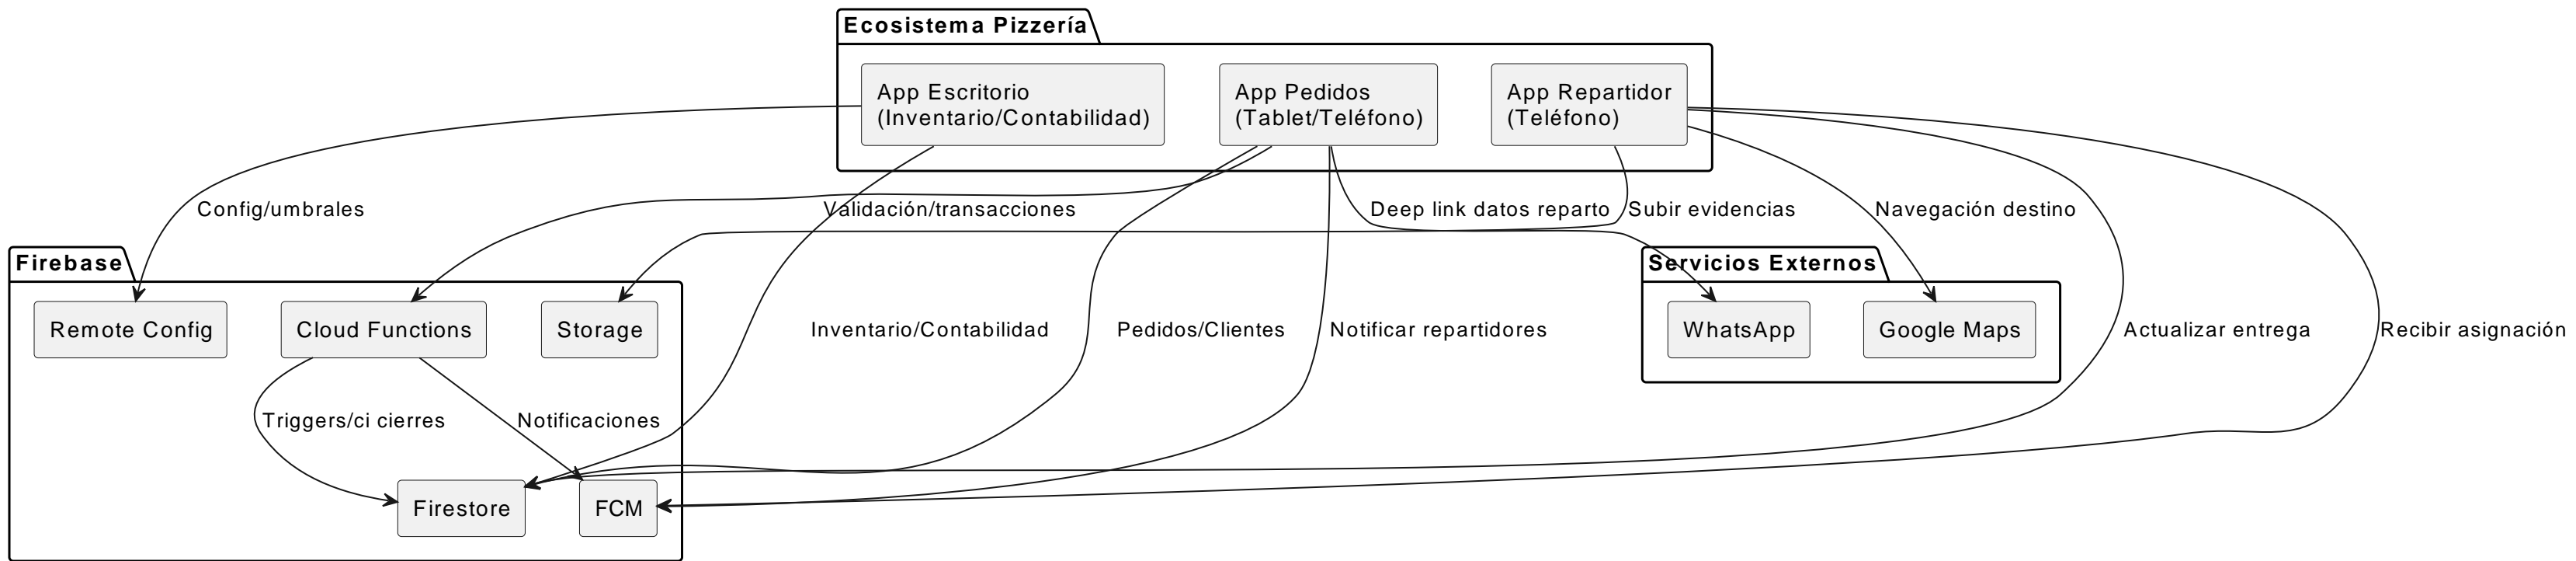 Ecosistema Pizzería
App Escritorio
(Inventario/Contabilidad)
App Pedidos
(Tablet/Teléfono)
App Repartidor
(Teléfono)
Config/umbrales
Validación/transacciones
Deep link datos reparto
Subir evidencias
Navegación destino
Firebase
Servicios Externos
Remote Config
Cloud Functions
Storage
Inventario/Contabilidad
Pedidos/Clientes
Notificar repartidores
WhatsApp
Google Maps
Actualizar entrega
Recibir asignación
Triggers/ci cierres
Notificaciones
Firestore
FCM